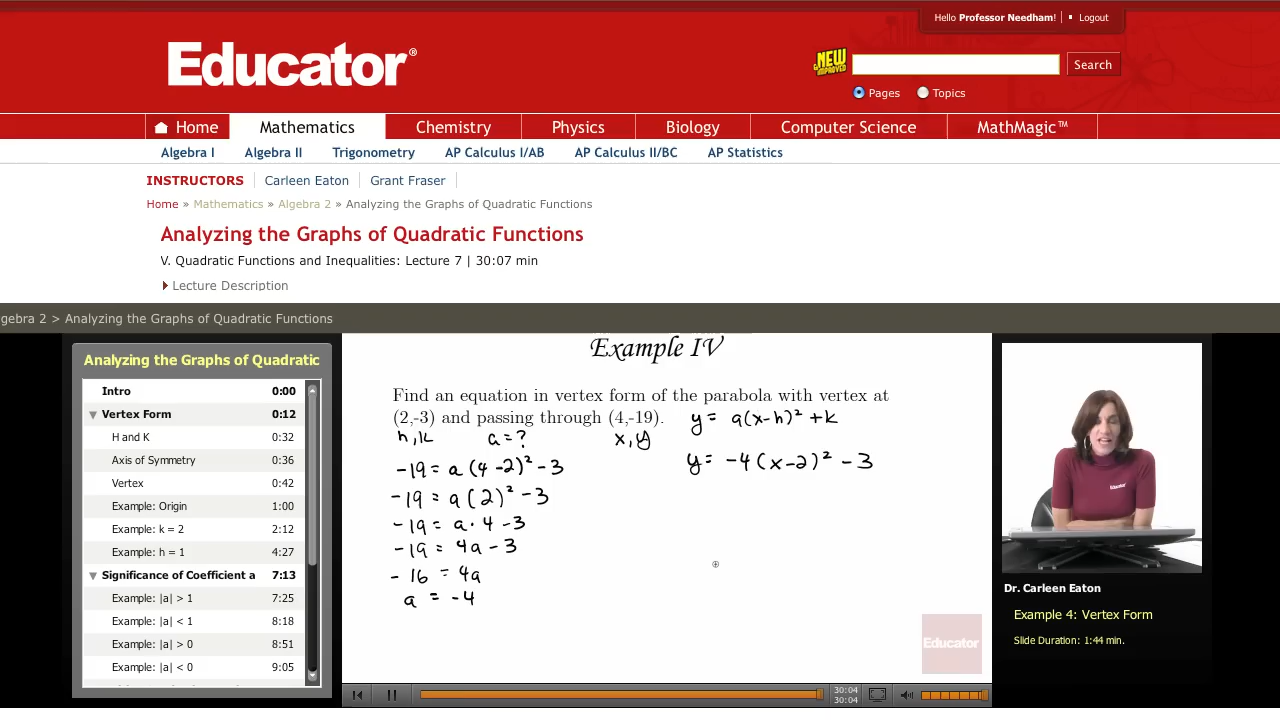 Hello Professor Needham! Logout
Educator®
NEW
& IMPROVED
Search
Pages Topics
Home Mathematics Chemistry Physics Biology Computer Science MathMagic™
Algebra I Algebra II Trigonometry AP Calculus I/AB AP Calculus II/BC AP Statistics
INSTRUCTORS Carleen Eaton Grant Fraser
Home » Mathematics » Algebra 2 » Analyzing the Graphs of Quadratic Functions
Analyzing the Graphs of Quadratic Functions
V. Quadratic Functions and Inequalities: Lecture 7 | 30:07 min
Lecture Description
gebra 2 > Analyzing the Graphs of Quadratic Functions
Analyzing the Graphs of Quadratic
Intro 0:00
Vertex Form 0:12
H and K 0:32
Axis of Symmetry 0:36
Vertex 0:42
Example: Origin 1:00
Example: k = 2 2:12
Example: h = 1 4:27
Significance of Coefficient a 7:13
Example: |a| > 1 7:25
Example: |a| < 1 8:18
Example: |a| > 0 8:51
Example: |a| < 0 9:05
Example IV
Find an equation in vertex form of the parabola with vertex at
(2,-3) and passing through (4,-19). y = a(x-h)² + k
h, k a = ? x, y
-19 = a (4 -2)² - 3 y = -4 (x-2)² - 3
-19 = a (2)² - 3
-19 = a · 4 - 3
-19 = 4a - 3
-16 = 4a
a = -4
Educator
30:04
30:04
Educator
Dr. Carleen Eaton
Example 4: Vertex Form
Slide Duration: 1:44 min.